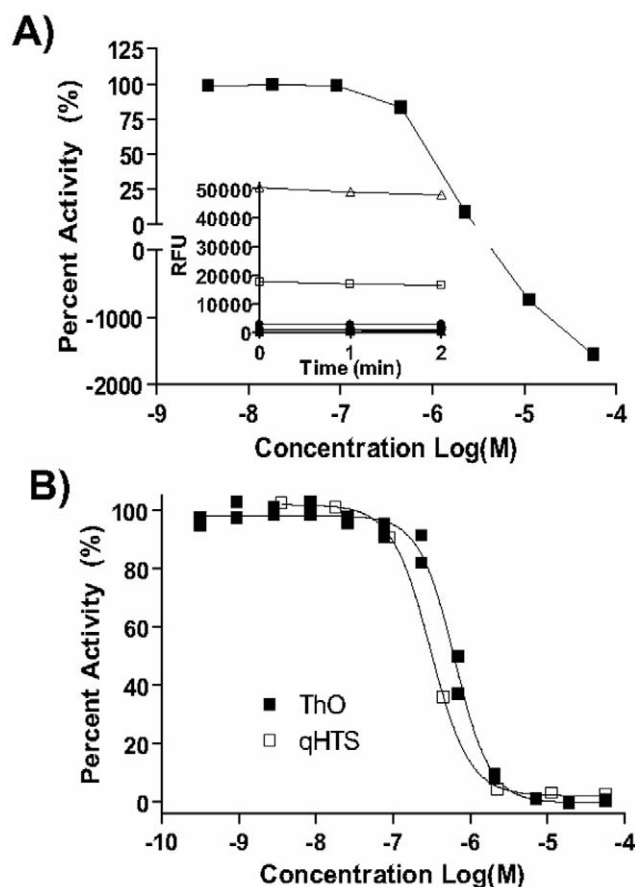 A)
Percent Activity (%)
125
100
75
50
25
0
0
-1000
-2000
RFU
50000
40000
30000
20000
10000
0
0 1 2
Time (min)
-9 -8 -7 -6 -5 -4
Concentration Log(M)
B)
Percent Activity (%)
100
80
60
40
20
0
ThO
qHTS
-10 -9 -8 -7 -6 -5 -4
Concentration Log(M)